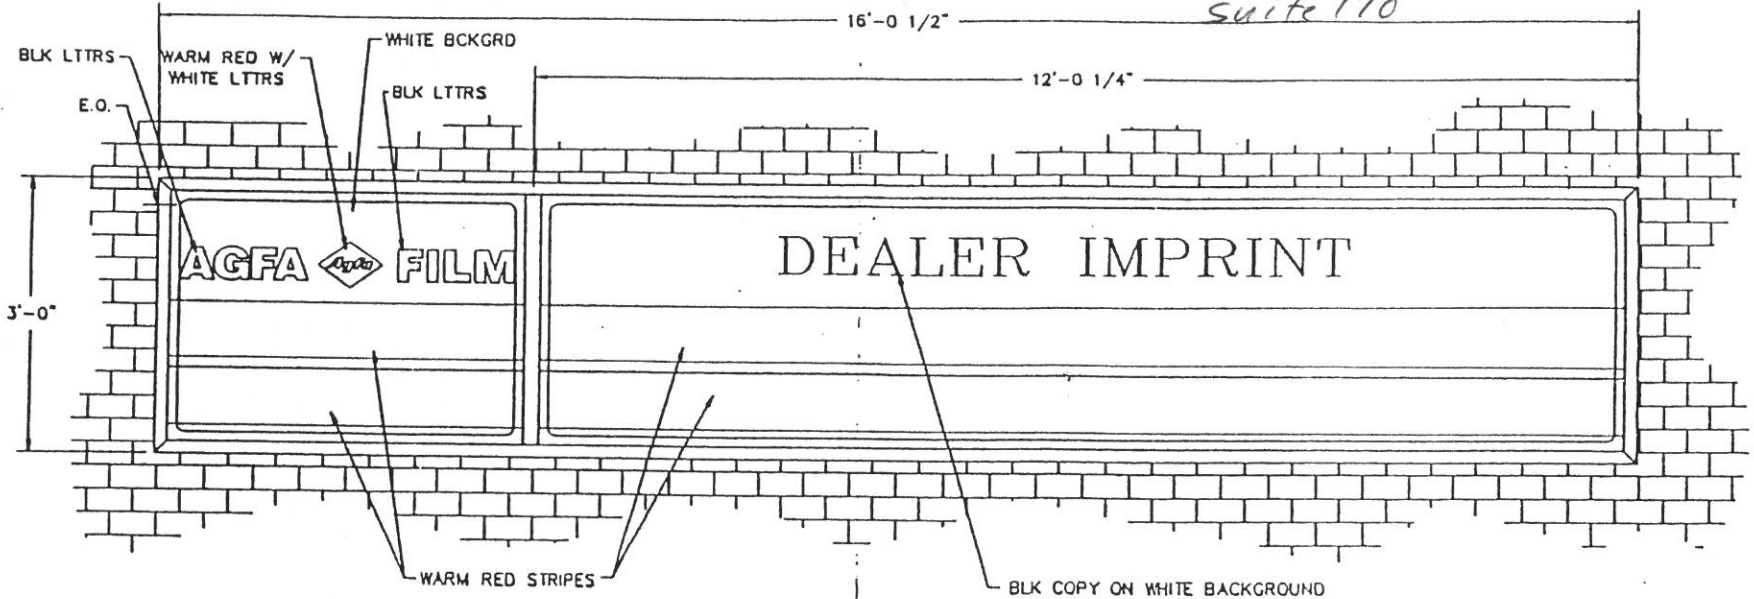 Suite 110
16'-0 1/2"
WHITE BCKGRD
BLK LTTRS
WARM RED W/
WHITE LTTRS
12'-0 1/4"
BLK LTTRS
E.O.
AGFA Agfa FILM
DEALER IMPRINT
3'-0"
WARM RED STRIPES
BLK COPY ON WHITE BACKGROUND